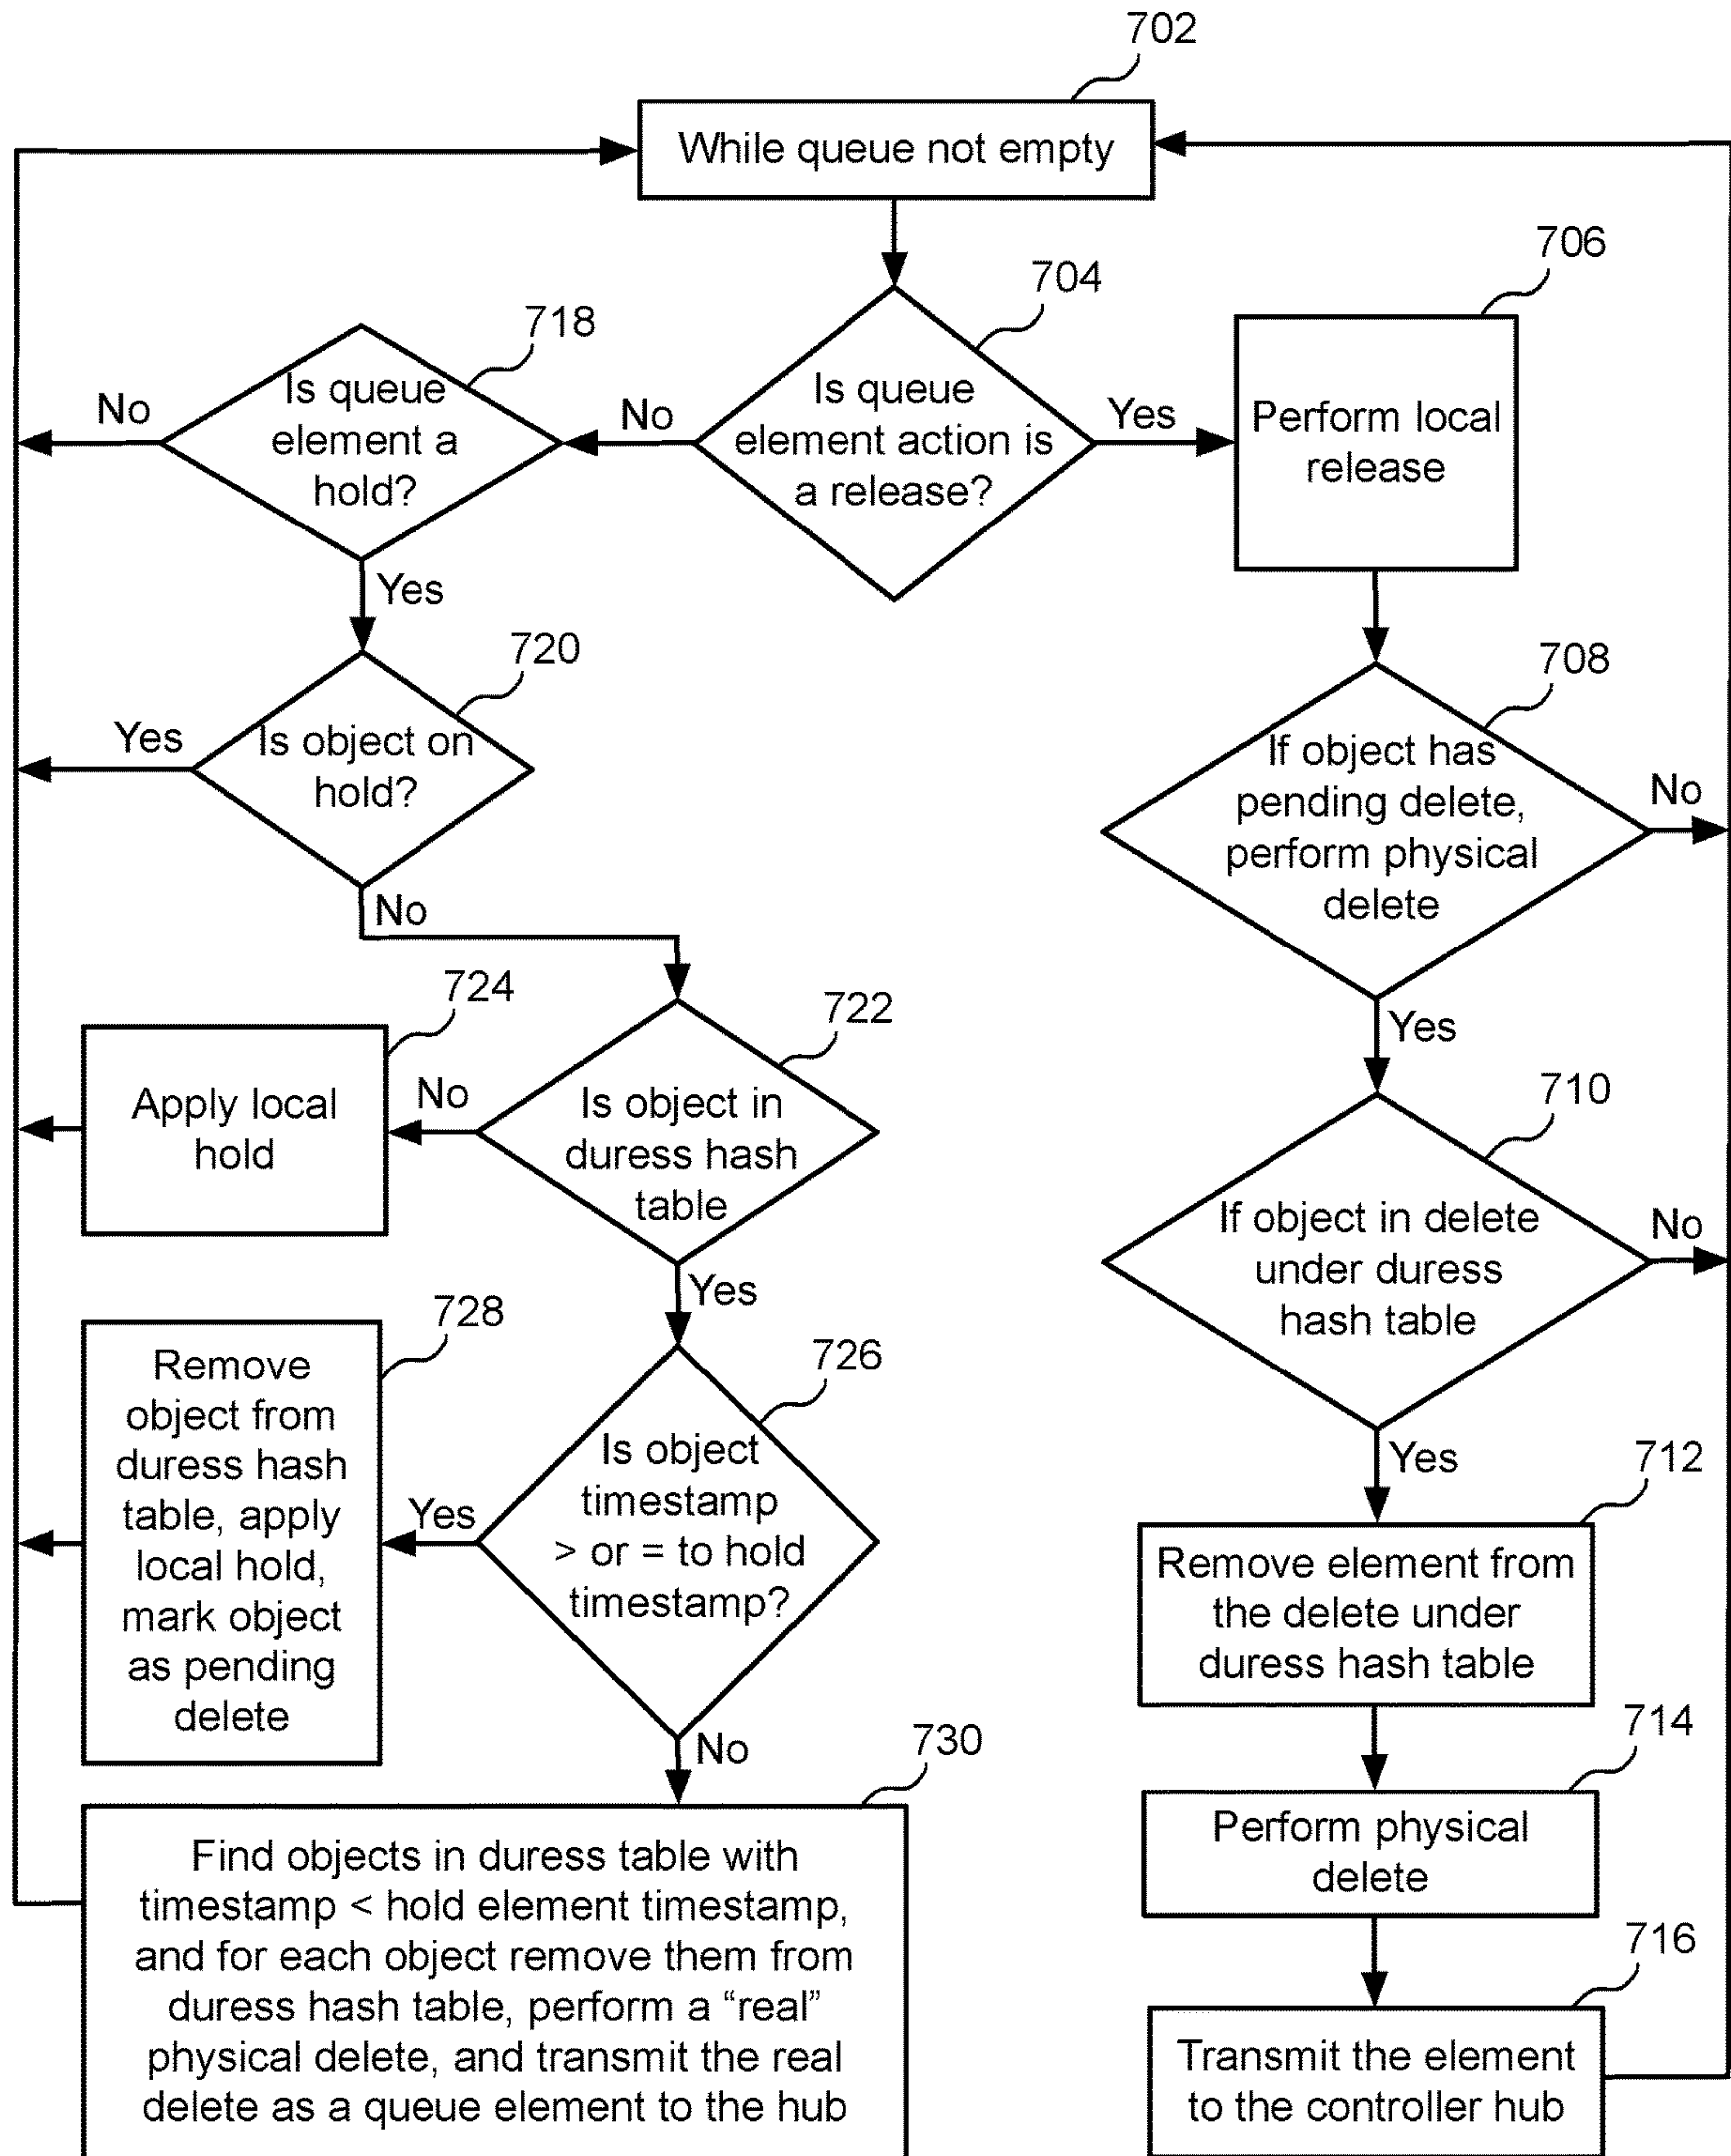 702
While queue not empty
704
Is queue
element action is
a release?
Yes
No
706
Perform local
release
718
Is queue
element a
hold?
No
Yes
720
Is object on
hold?
Yes
No
708
If object has
pending delete,
perform physical
delete
No
Yes
722
Is object in
duress hash
table
No
Yes
724
Apply local
hold
710
If object in delete
under duress
hash table
No
Yes
726
Is object
timestamp
> or = to hold
timestamp?
Yes
No
728
Remove
object from
duress hash
table, apply
local hold,
mark object
as pending
delete
712
Remove element from
the delete under
duress hash table
714
Perform physical
delete
730
Find objects in duress table with
timestamp < hold element timestamp,
and for each object remove them from
duress hash table, perform a “real”
physical delete, and transmit the real
delete as a queue element to the hub
716
Transmit the element
to the controller hub